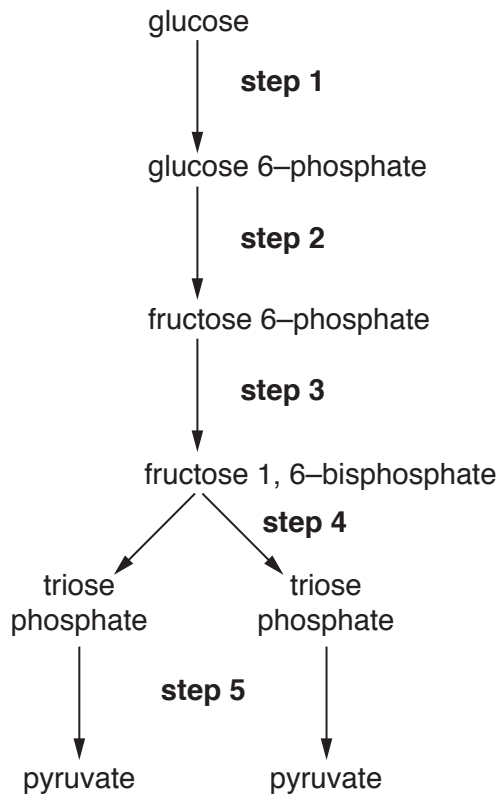 glucose
step 1
glucose 6–phosphate
step 2
fructose 6–phosphate
step 3
fructose 1, 6–bisphosphate
step 4
triose
phosphate
triose
phosphate
step 5
pyruvate
pyruvate